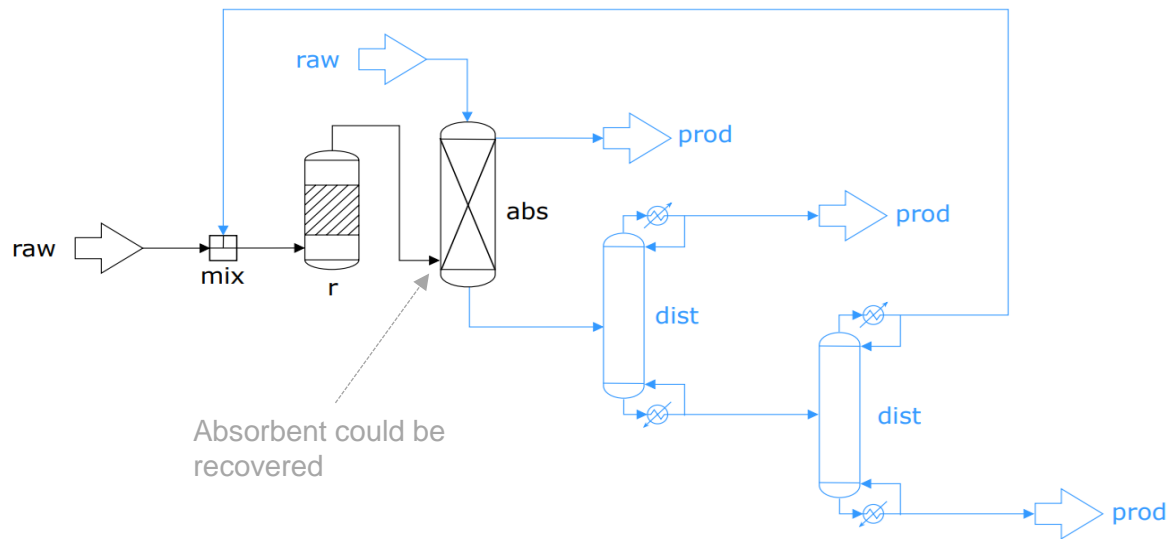 raw
prod
prod
abs
raw
mix
r
dist
dist
Absorbent could be
recovered
prod